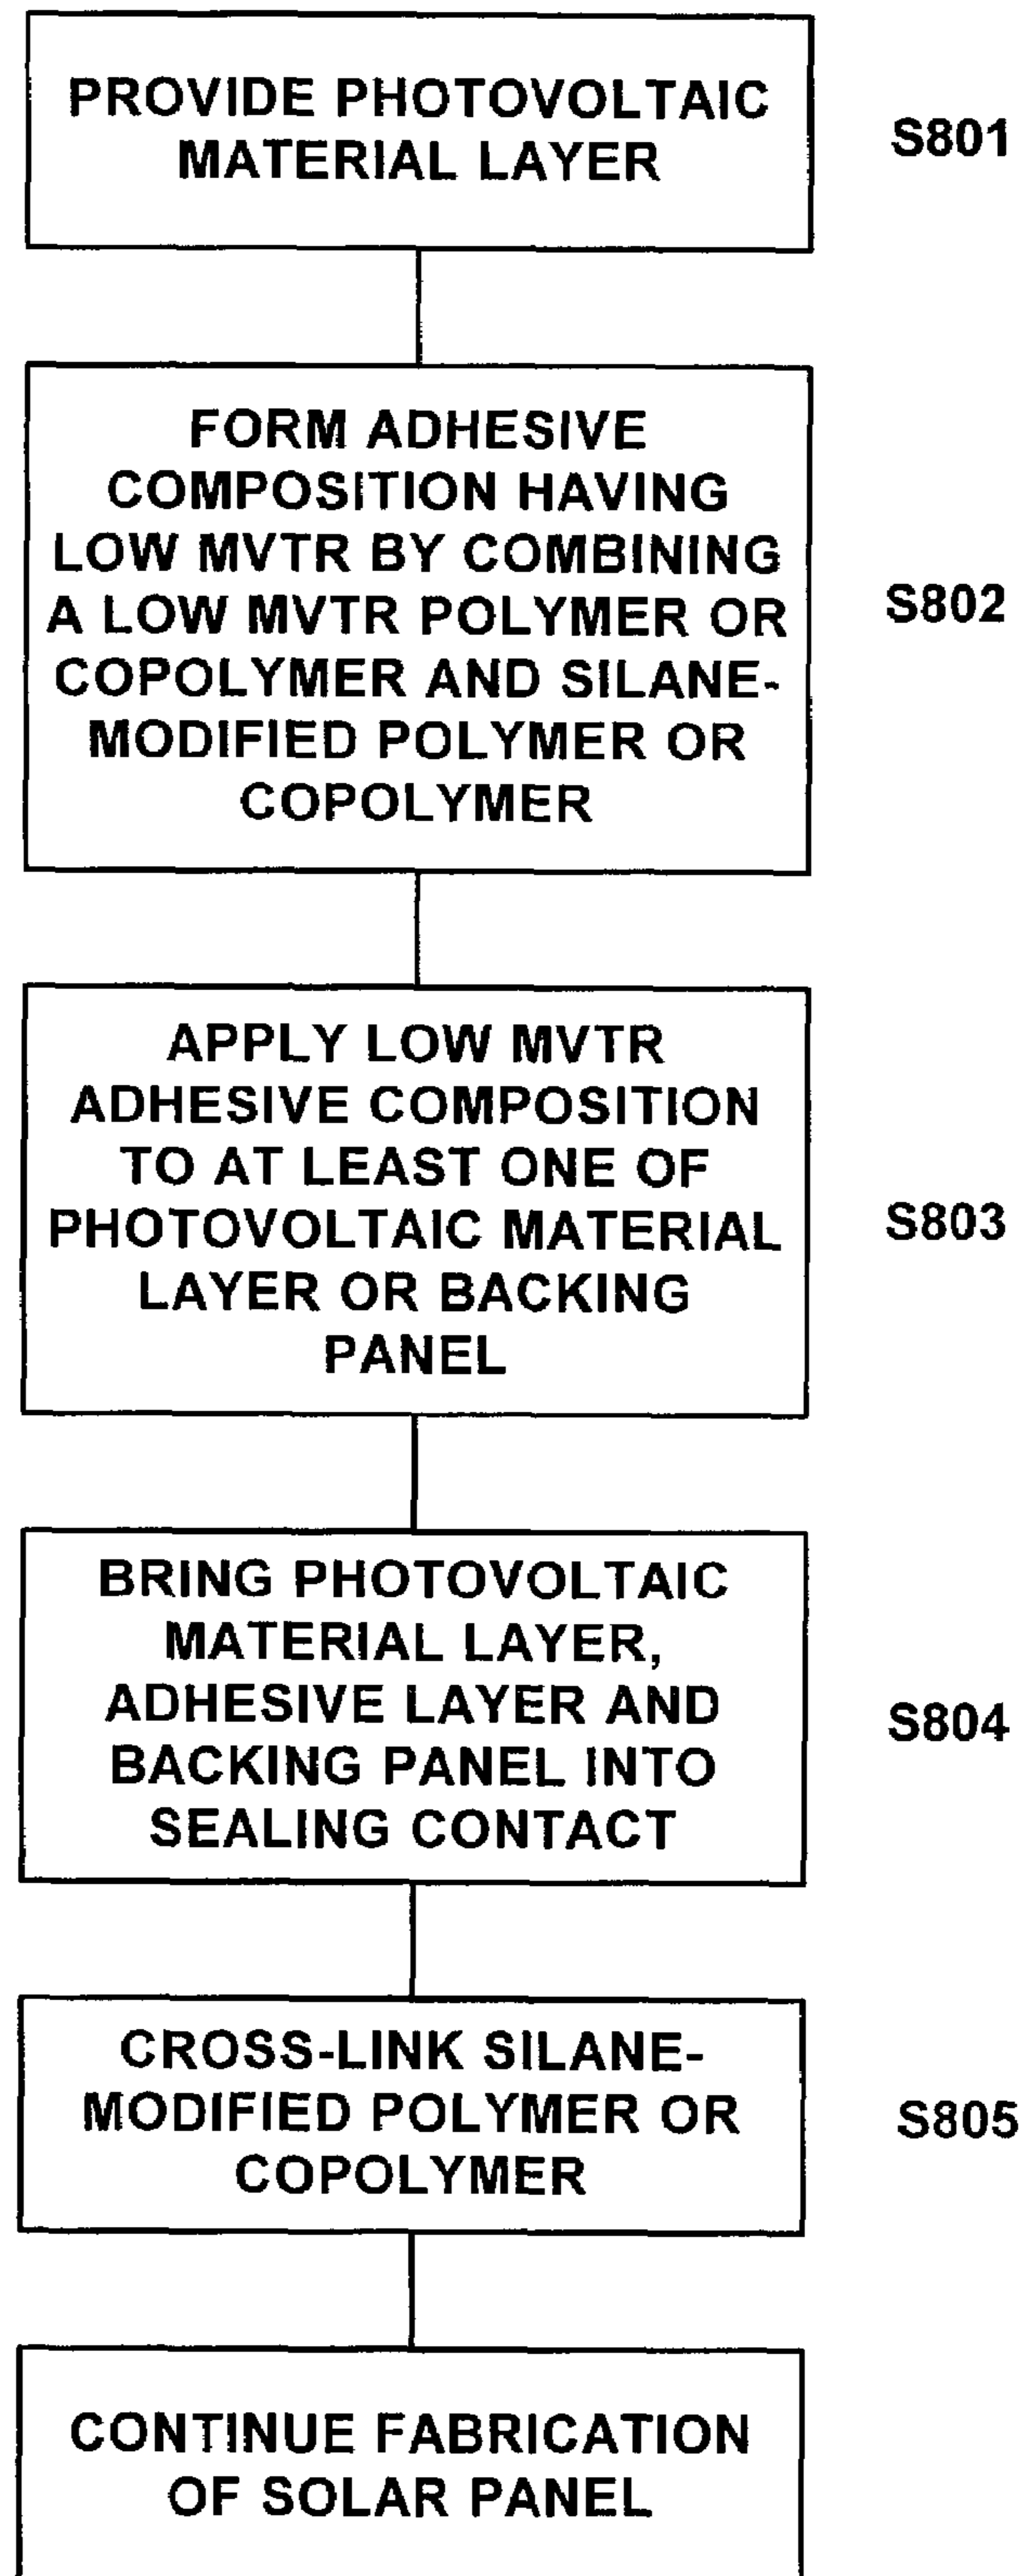 PROVIDE PHOTOVOLTAIC
MATERIAL LAYER
S801
FORM ADHESIVE
COMPOSITION HAVING
LOW MVTR BY COMBINING
A LOW MVTR POLYMER OR
COPOLYMER AND SILANE-
MODIFIED POLYMER OR
COPOLYMER
S802
APPLY LOW MVTR
ADHESIVE COMPOSITION
TO AT LEAST ONE OF
PHOTOVOLTAIC MATERIAL
LAYER OR BACKING
PANEL
S803
BRING PHOTOVOLTAIC
MATERIAL LAYER,
ADHESIVE LAYER AND
BACKING PANEL INTO
SEALING CONTACT
S804
CROSS-LINK SILANE-
MODIFIED POLYMER OR
COPOLYMER
S805
CONTINUE FABRICATION
OF SOLAR PANEL